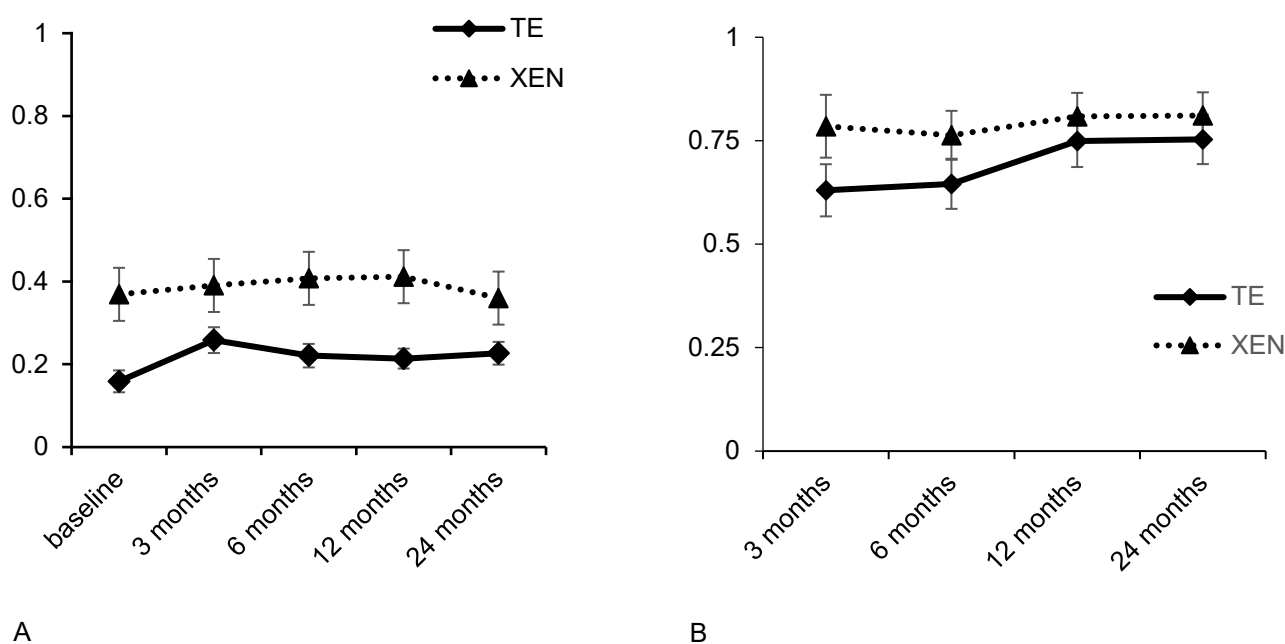 1
0.8
0.6
0.4
0.2
0
TE
XEN
baseline
3 months
6 months
12 months
24 months
A
1
0.75
0.5
0.25
0
TE
XEN
3 months
6 months
12 months
24 months
B